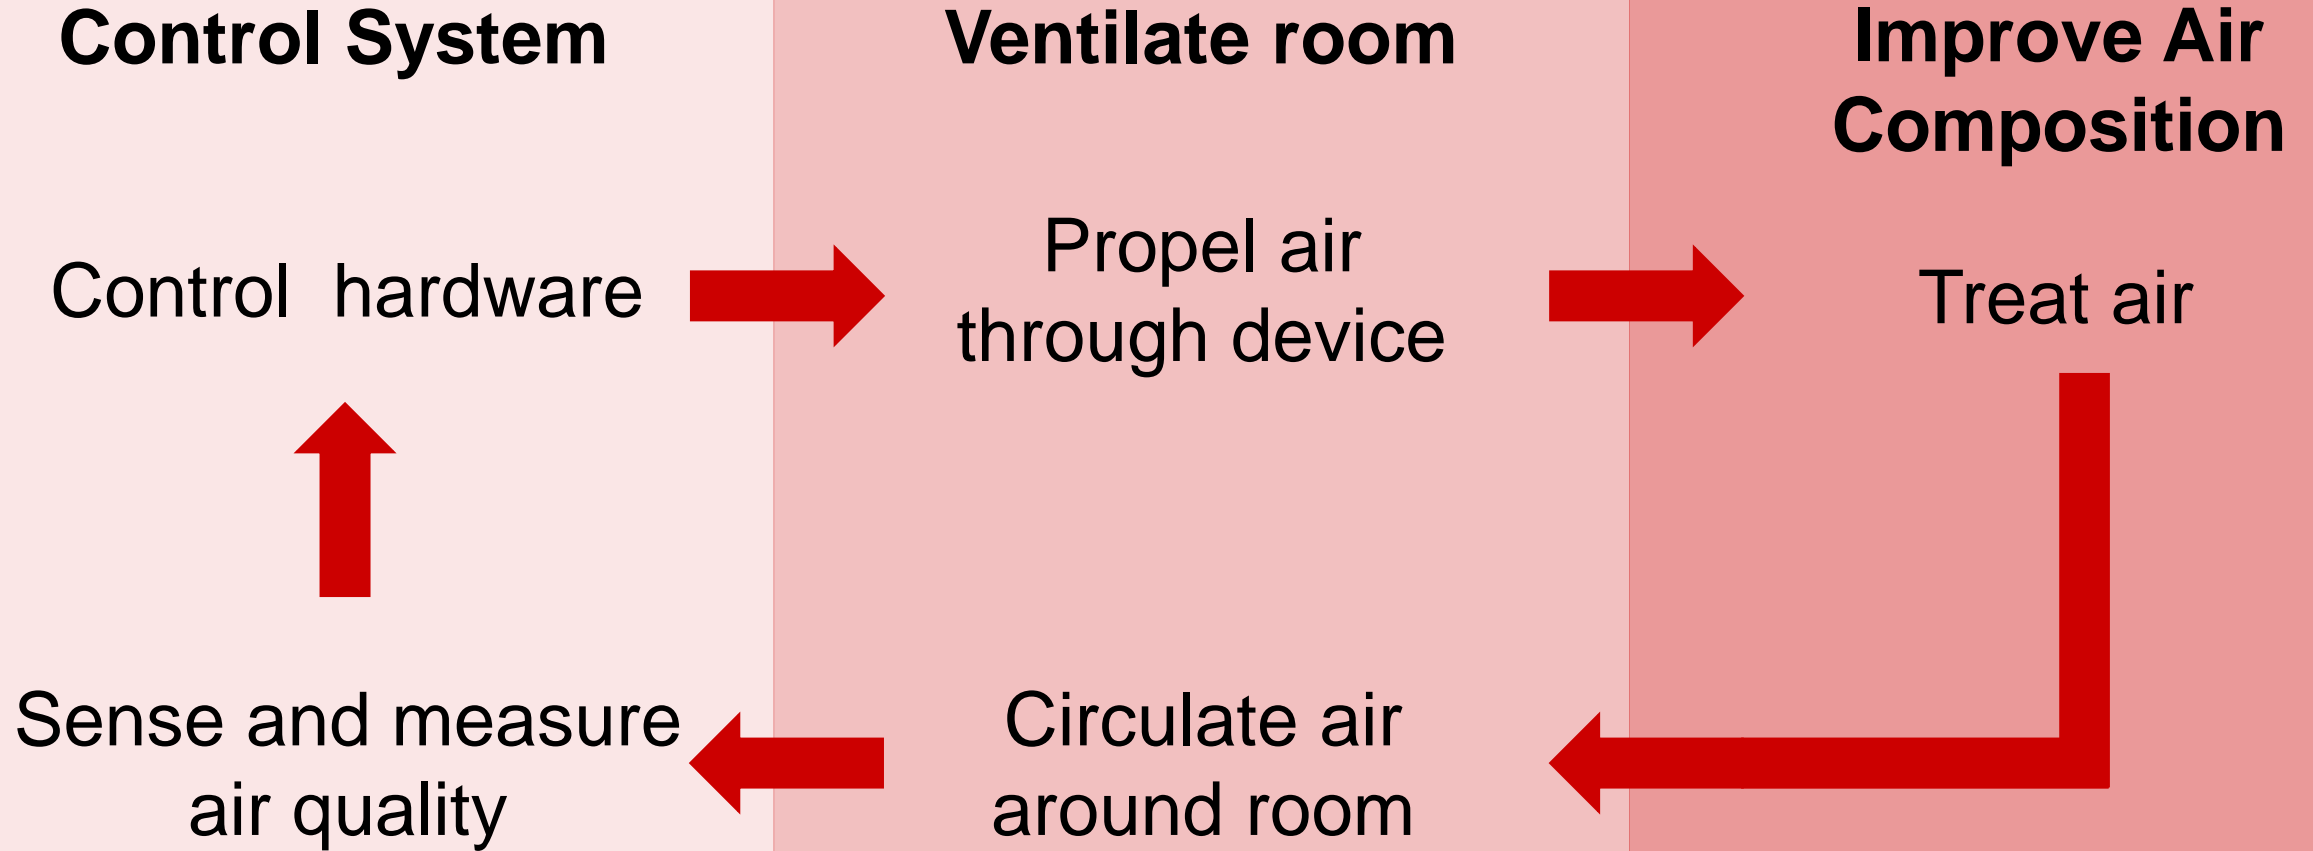 Control System
Ventilate room
Improve Air
Composition
Control  hardware
Propel air
through device
Treat air
Sense and measure
air quality
Circulate air
around room